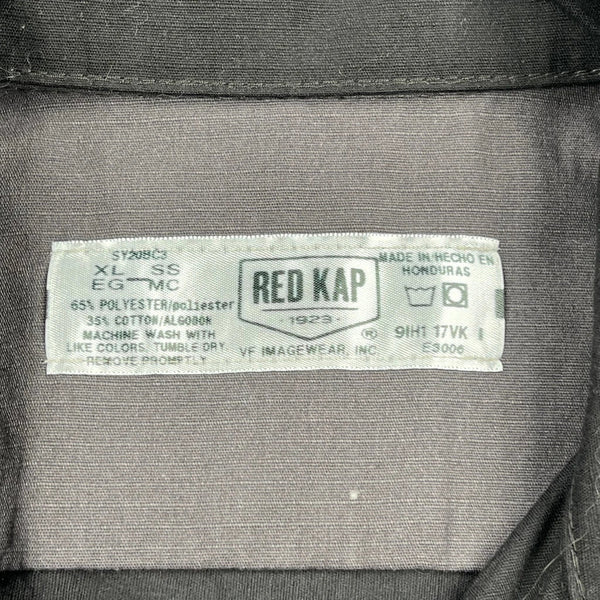 SY20BC3
XL SS
EG MC
65% POLYESTER/poliester
35% COTTON/ALGODON
MACHINE WASH WITH
LIKE COLORS, TUMBLE DRY
REMOVE PROMPTLY
RED KAP
· 1923 ·
®
VF IMAGEWEAR, INC.
MADE IN/HECHO EN
HONDURAS
9IH1 17VK I
E3006